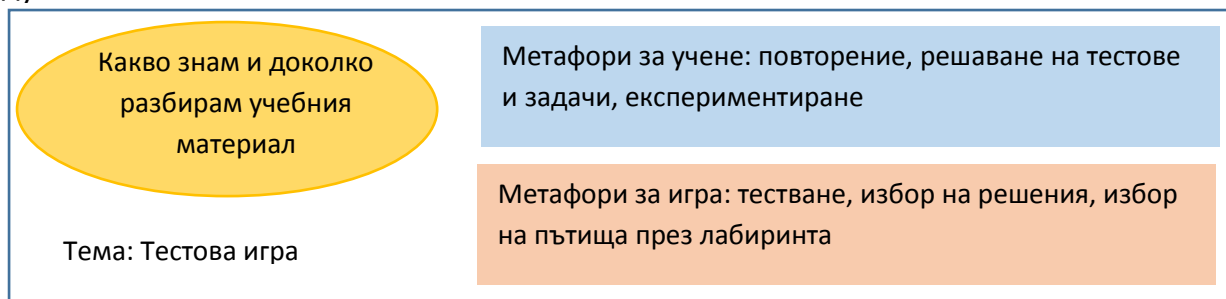 Какво знам и доколко
разбирам учебния
материал
Тема: Тестова игра
Метафори за учене: повторение, решаване на тестове
и задачи, експериментиране
Метафори за игра: тестване, избор на решения, избор
на пътища през лабиринта